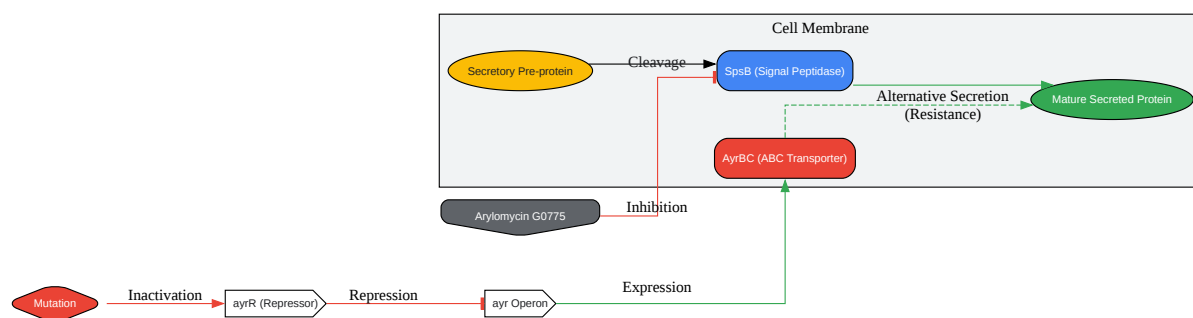 Cell Membrane
Secretory Pre-protein
Cleavage
SpsB (Signal Peptidase)
Alternative Secretion
(Resistance)
Mature Secreted Protein
AyrBC (ABC Transporter)
Arylomycin G0775
Inhibition
Mutation
Inactivation
ayrR (Repressor)
Repression
ayr Operon
Expression